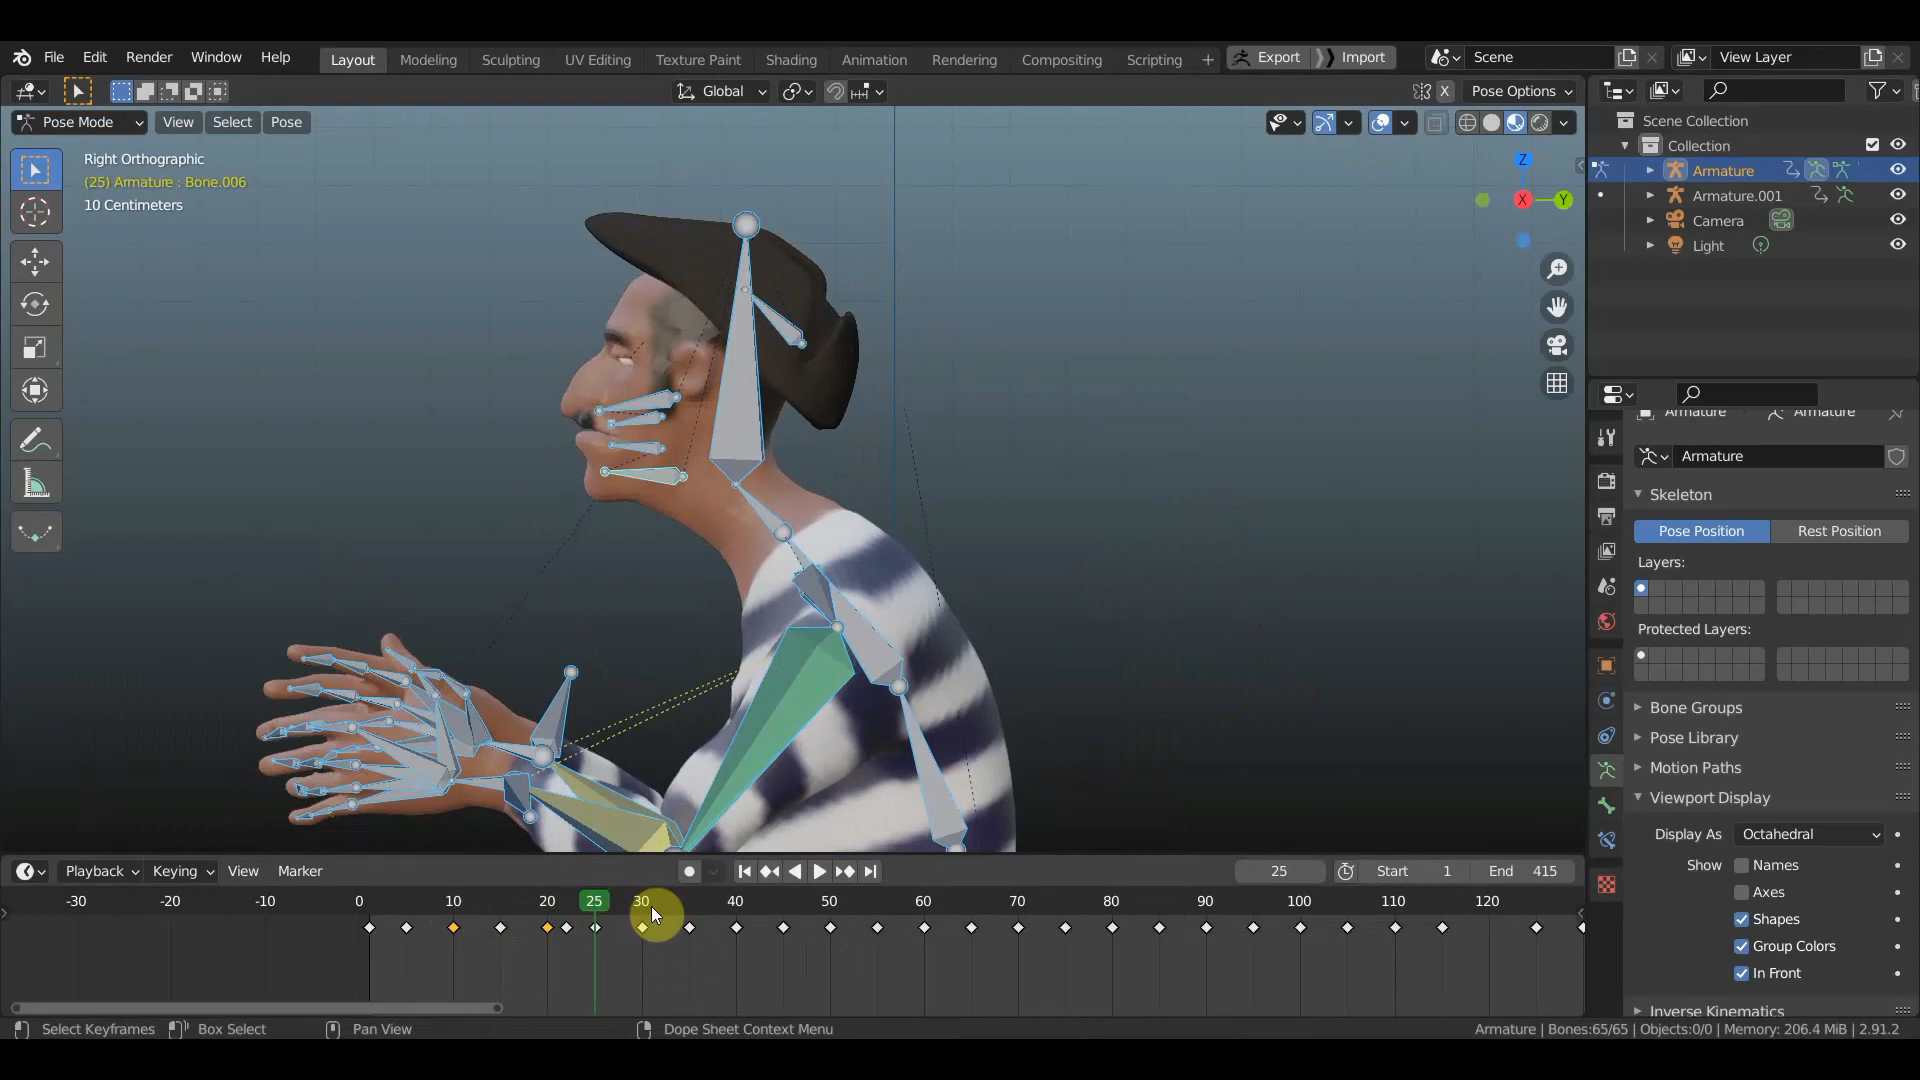 File Edit Render Window Help Layout Modeling Sculpting UV Editing Texture Paint Shading Animation Rendering Compositing Scripting + Export Import Scene View Layer
Global X Pose Options
Pose Mode View Select Pose
Right Orthographic
(25) Armature : Bone.006
10 Centimeters
Z
X
Y
Scene Collection
Collection
Armature
Armature.001
Camera
Light
Armature Armature
Armature
Skeleton
Pose Position Rest Position
Layers:
Protected Layers:
Bone Groups
Pose Library
Motion Paths
Viewport Display
Display As Octahedral
Show Names
Axes
Shapes
Group Colors
In Front
Inverse Kinematics
Playback Keying View Marker 25 Start 1 End 415
-30 -20 -10 0 10 20 25 30 40 50 60 70 80 90 100 110 120
Select Keyframes Box Select Pan View Dope Sheet Context Menu Armature | Bones:65/65 | Objects:0/0 | Memory: 206.4 MiB | 2.91.2